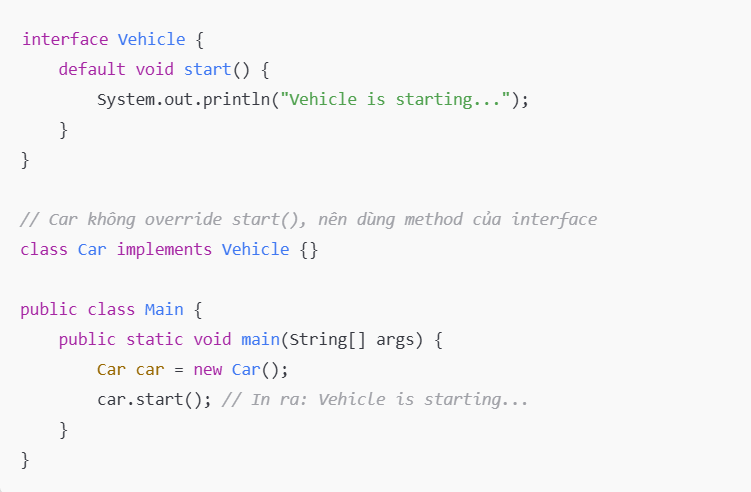 interface Vehicle {
    default void start() {
        System.out.println("Vehicle is starting...");
    }
}
// Car không override start(), nên dùng method của interface
class Car implements Vehicle {}
public class Main {
    public static void main(String[] args) {
        Car car = new Car();
        car.start(); // In ra: Vehicle is starting...
    }
}